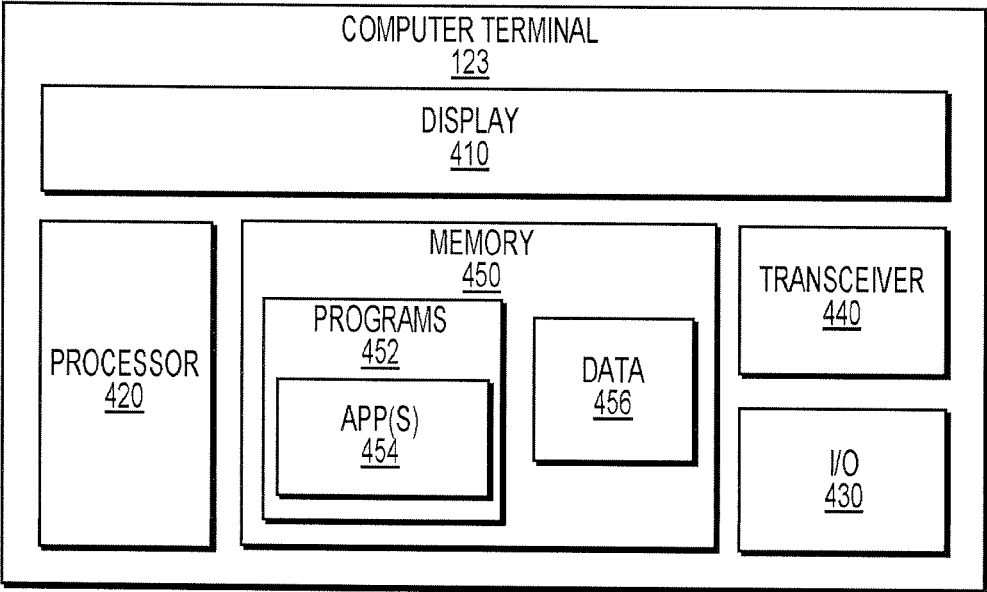 COMPUTER TERMINAL
123
DISPLAY
410
PROCESSOR
420
MEMORY
450
PROGRAMS
452
APP(S)
454
DATA
456
TRANSCEIVER
440
I/O
430